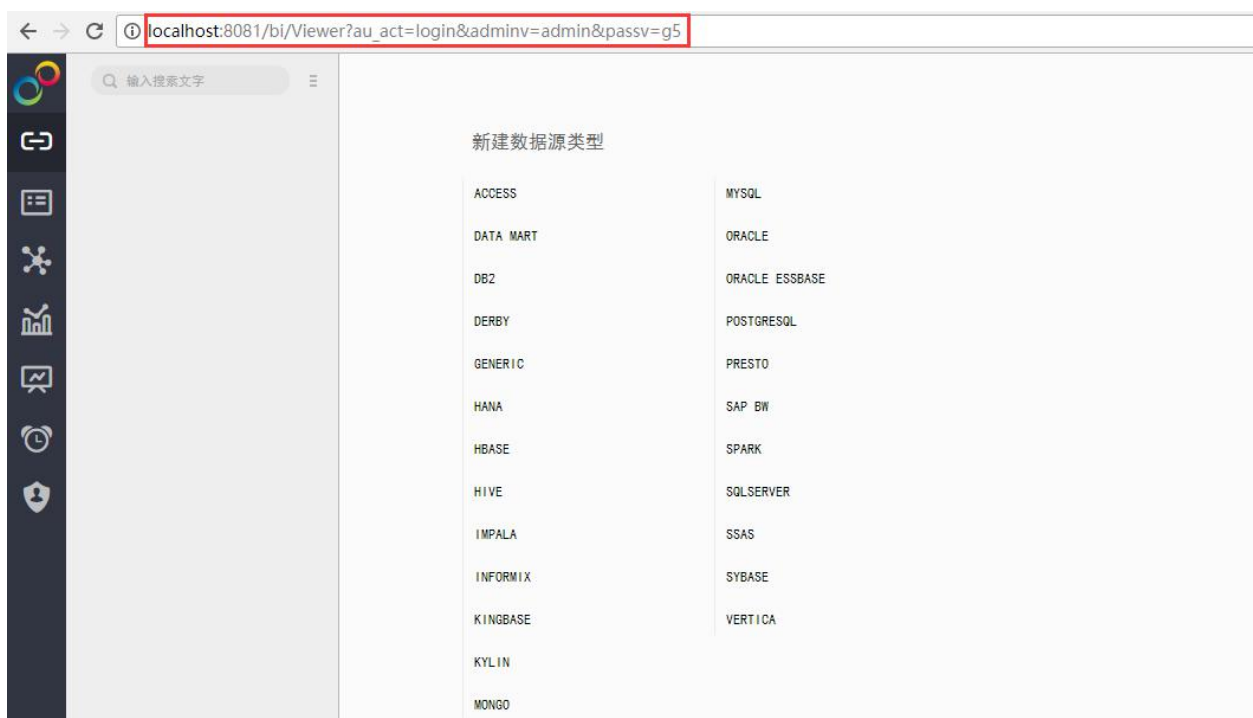 localhost:8081/bi/Viewer?au_act=login&adminv=admin&passv=g5
输入搜索文字
新建数据源类型
ACCESS
DATA MART
DB2
DERBY
GENERIC
HANA
HBASE
HIVE
IMPALA
INFORMIX
KINGBASE
KYLIN
MONGO
MYSQL
ORACLE
ORACLE ESSBASE
POSTGRESQL
PRESTO
SAP BW
SPARK
SQLSERVER
SSAS
SYBASE
VERTICA